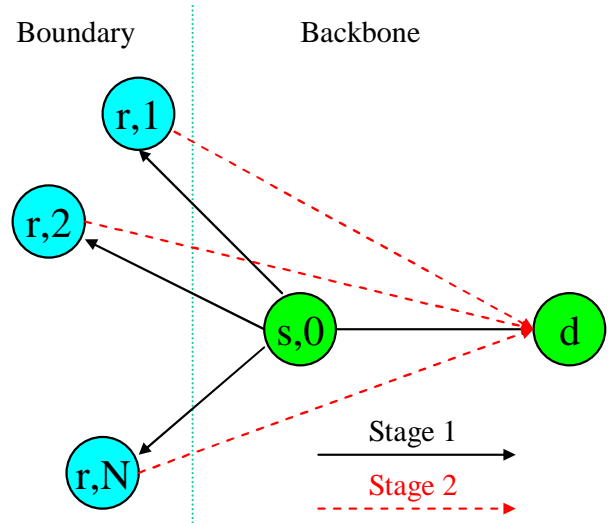 Boundary
Backbone
r,1
r,2
s,0
d
r,N
Stage 1
Stage 2